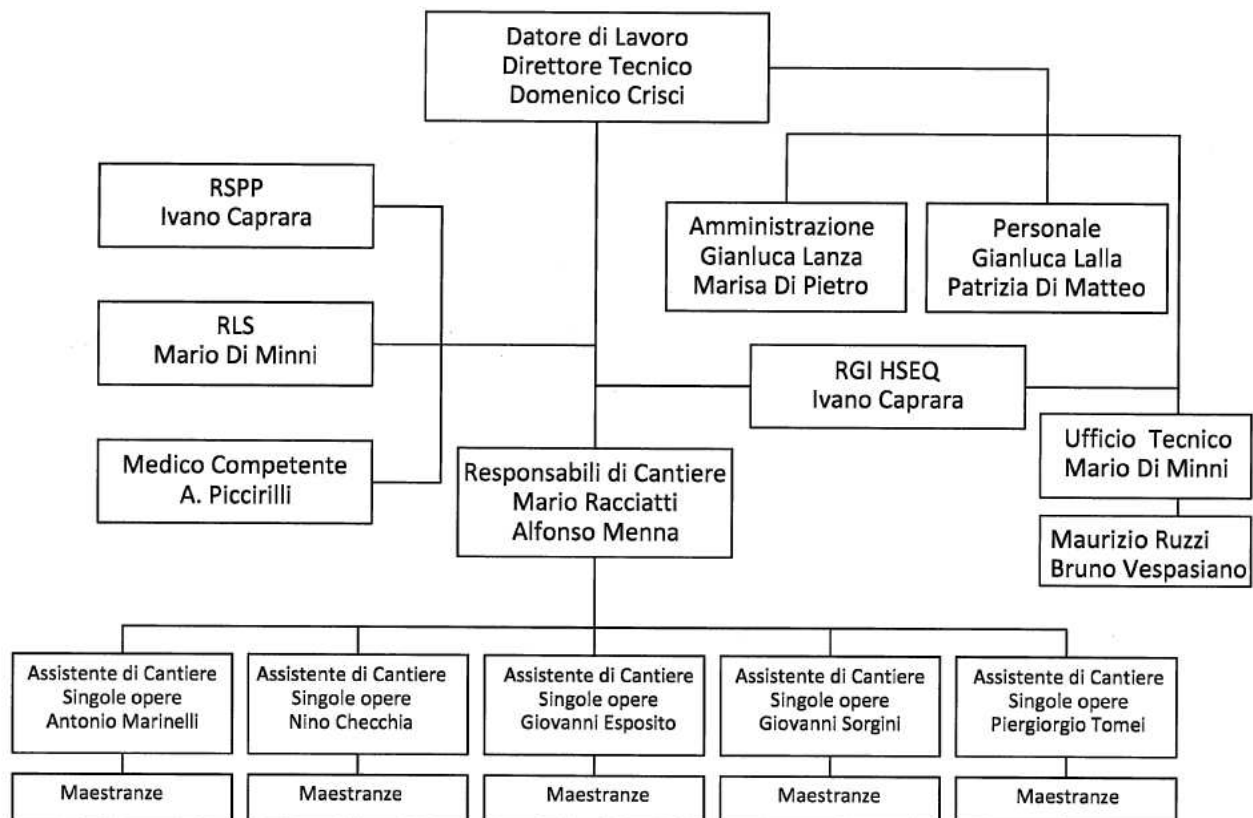 Datore di Lavoro
Direttore Tecnico
Domenico Crisci
RSPP
Ivano Caprara
Amministrazione
Gianluca Lanza
Marisa Di Pietro
Personale
Gianluca Lalla
Patrizia Di Matteo
RLS
Mario Di Minni
RGI HSEQ
Ivano Caprara
Medico Competente
A. Piccirilli
Responsabili di Cantiere
Mario Racciatti
Alfonso Menna
Ufficio Tecnico
Mario Di Minni
Maurizio Ruzzi
Bruno Vespasiano
Assistente di Cantiere
Singole opere
Antonio Marinelli
Assistente di Cantiere
Singole opere
Nino Checchia
Assistente di Cantiere
Singole opere
Giovanni Esposito
Assistente di Cantiere
Singole opere
Giovanni Sorgini
Assistente di Cantiere
Singole opere
Piergiorgio Tomei
Maestranze
Maestranze
Maestranze
Maestranze
Maestranze